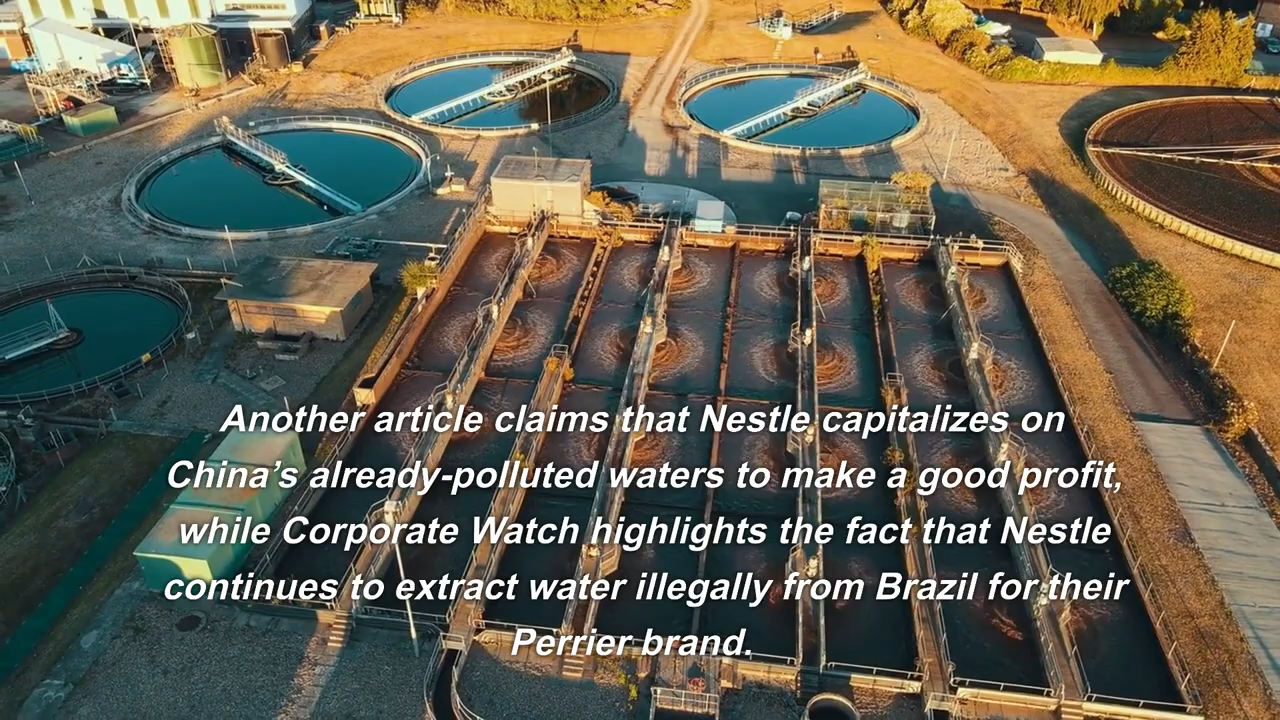 Another article claims that Nestle capitalizes on
China’s already-polluted waters to make a good profit,
while Corporate Watch highlights the fact that Nestle
continues to extract water illegally from Brazil for their
Perrier brand.